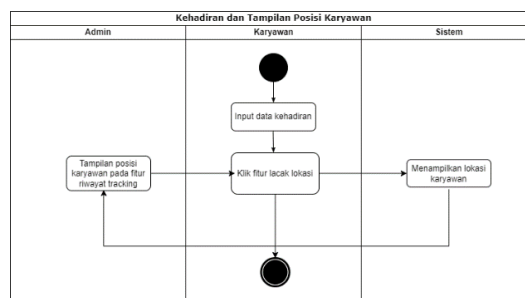 Kehadiran dan Tampilan Posisi Karyawan
Admin
Karyawan
Sistem
Input data kehadiran
Tampilan posisi
karyawan pada fitur
riwayat tracking
Klik fitur lacak lokasi
Menampilkan lokasi
karyawan